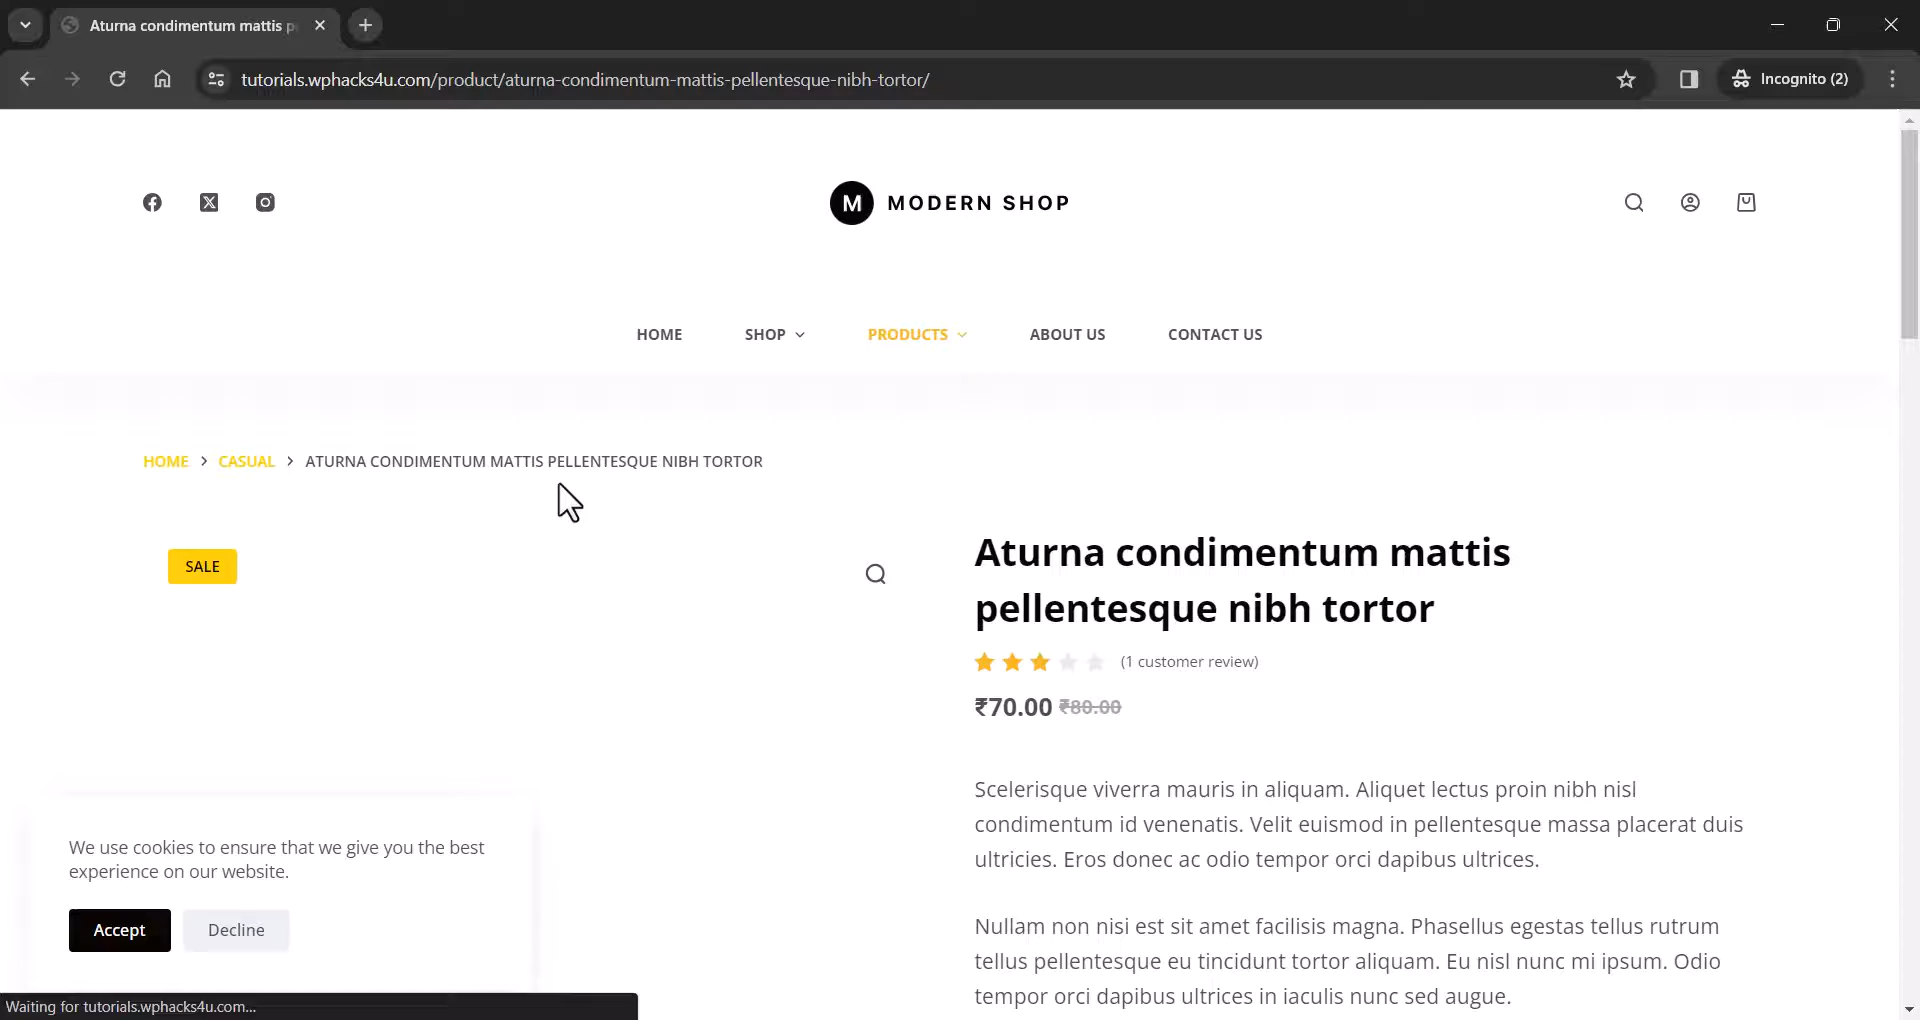 Aturna condimentum mattis p
tutorials.wphacks4u.com/product/aturna-condimentum-mattis-pellentesque-nibh-tortor/
Incognito (2)
M MODERN SHOP
HOME SHOP PRODUCTS ABOUT US CONTACT US
HOME > CASUAL > ATURNA CONDIMENTUM MATTIS PELLENTESQUE NIBH TORTOR
SALE
Aturna condimentum mattis
pellentesque nibh tortor
(1 customer review)
₹70.00 ₹80.00
Scelerisque viverra mauris in aliquam. Aliquet lectus proin nibh nisl
condimentum id venenatis. Velit euismod in pellentesque massa placerat duis
ultricies. Eros donec ac odio tempor orci dapibus ultrices.
Nullam non nisi est sit amet facilisis magna. Phasellus egestas tellus rutrum
tellus pellentesque eu tincidunt tortor aliquam. Eu nisl nunc mi ipsum. Odio
tempor orci dapibus ultrices in iaculis nunc sed augue.
We use cookies to ensure that we give you the best
experience on our website.
Accept Decline
Waiting for tutorials.wphacks4u.com...